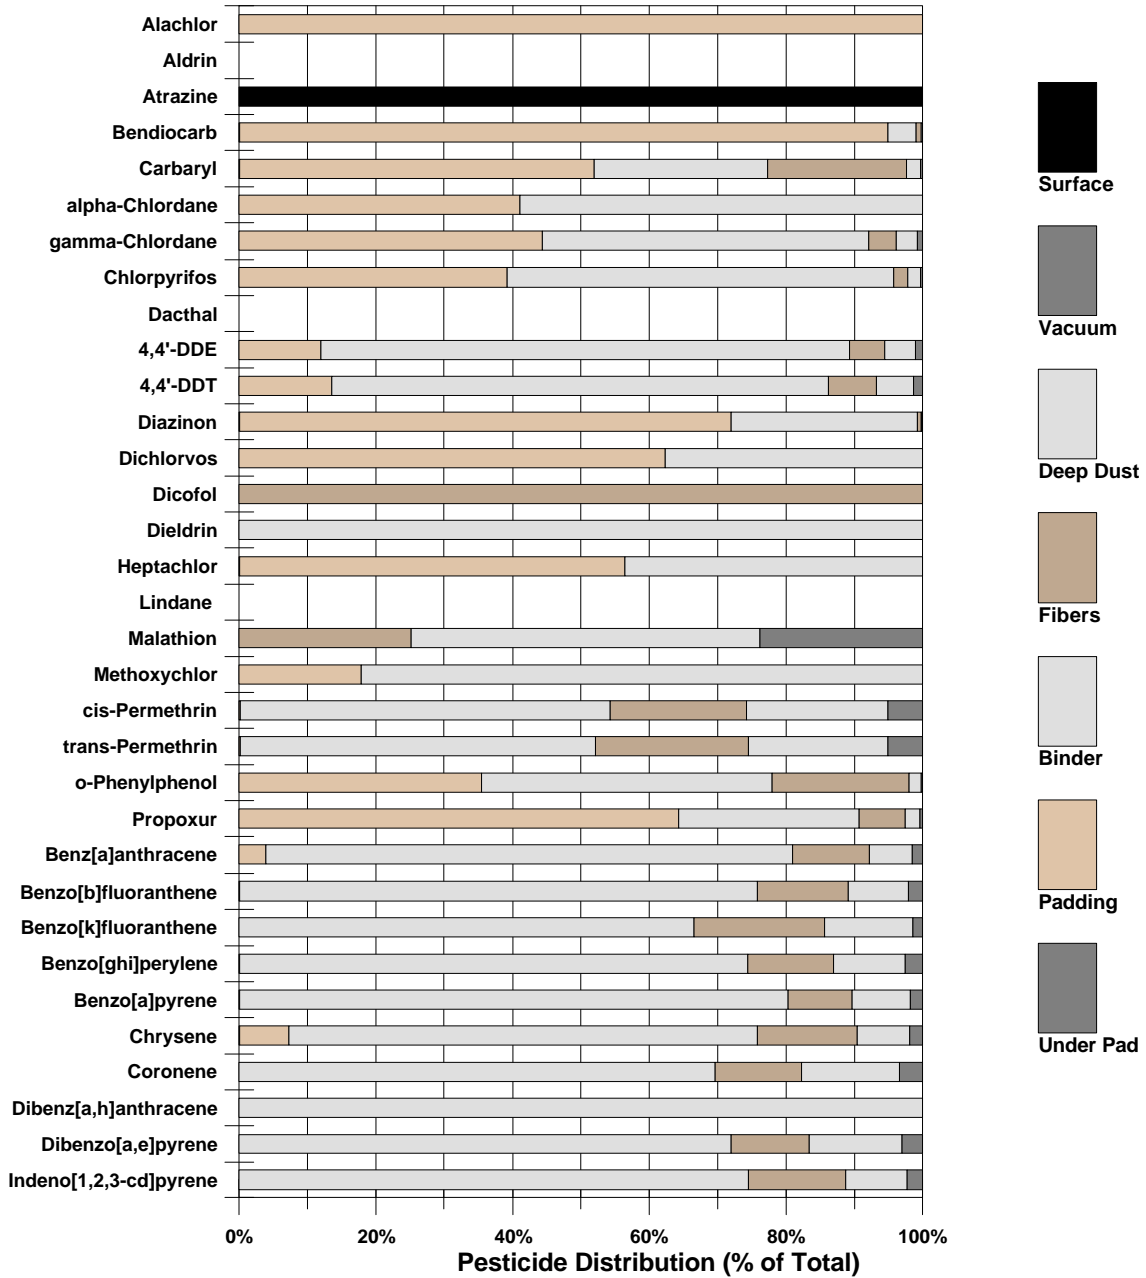 Alachlor
Aldrin
Atrazine
Bendiocarb
Carbaryl
alpha-Chlordane
gamma-Chlordane
Chlorpyrifos
Dacthal
4,4'-DDE
4,4'-DDT
Diazinon
Dichlorvos
Dicofol
Dieldrin
Heptachlor
Lindane
Malathion
Methoxychlor
cis-Permethrin
trans-Permethrin
o-Phenylphenol
Propoxur
Benz[a]anthracene
Benzo[b]fluoranthene
Benzo[k]fluoranthene
Benzo[ghi]perylene
Benzo[a]pyrene
Chrysene
Coronene
Dibenz[a,h]anthracene
Dibenzo[a,e]pyrene
Indeno[1,2,3-cd]pyrene
0% 20% 40% 60% 80% 100%
Pesticide Distribution (% of Total)
Surface
Vacuum
Deep Dust
Fibers
Binder
Padding
Under Pad